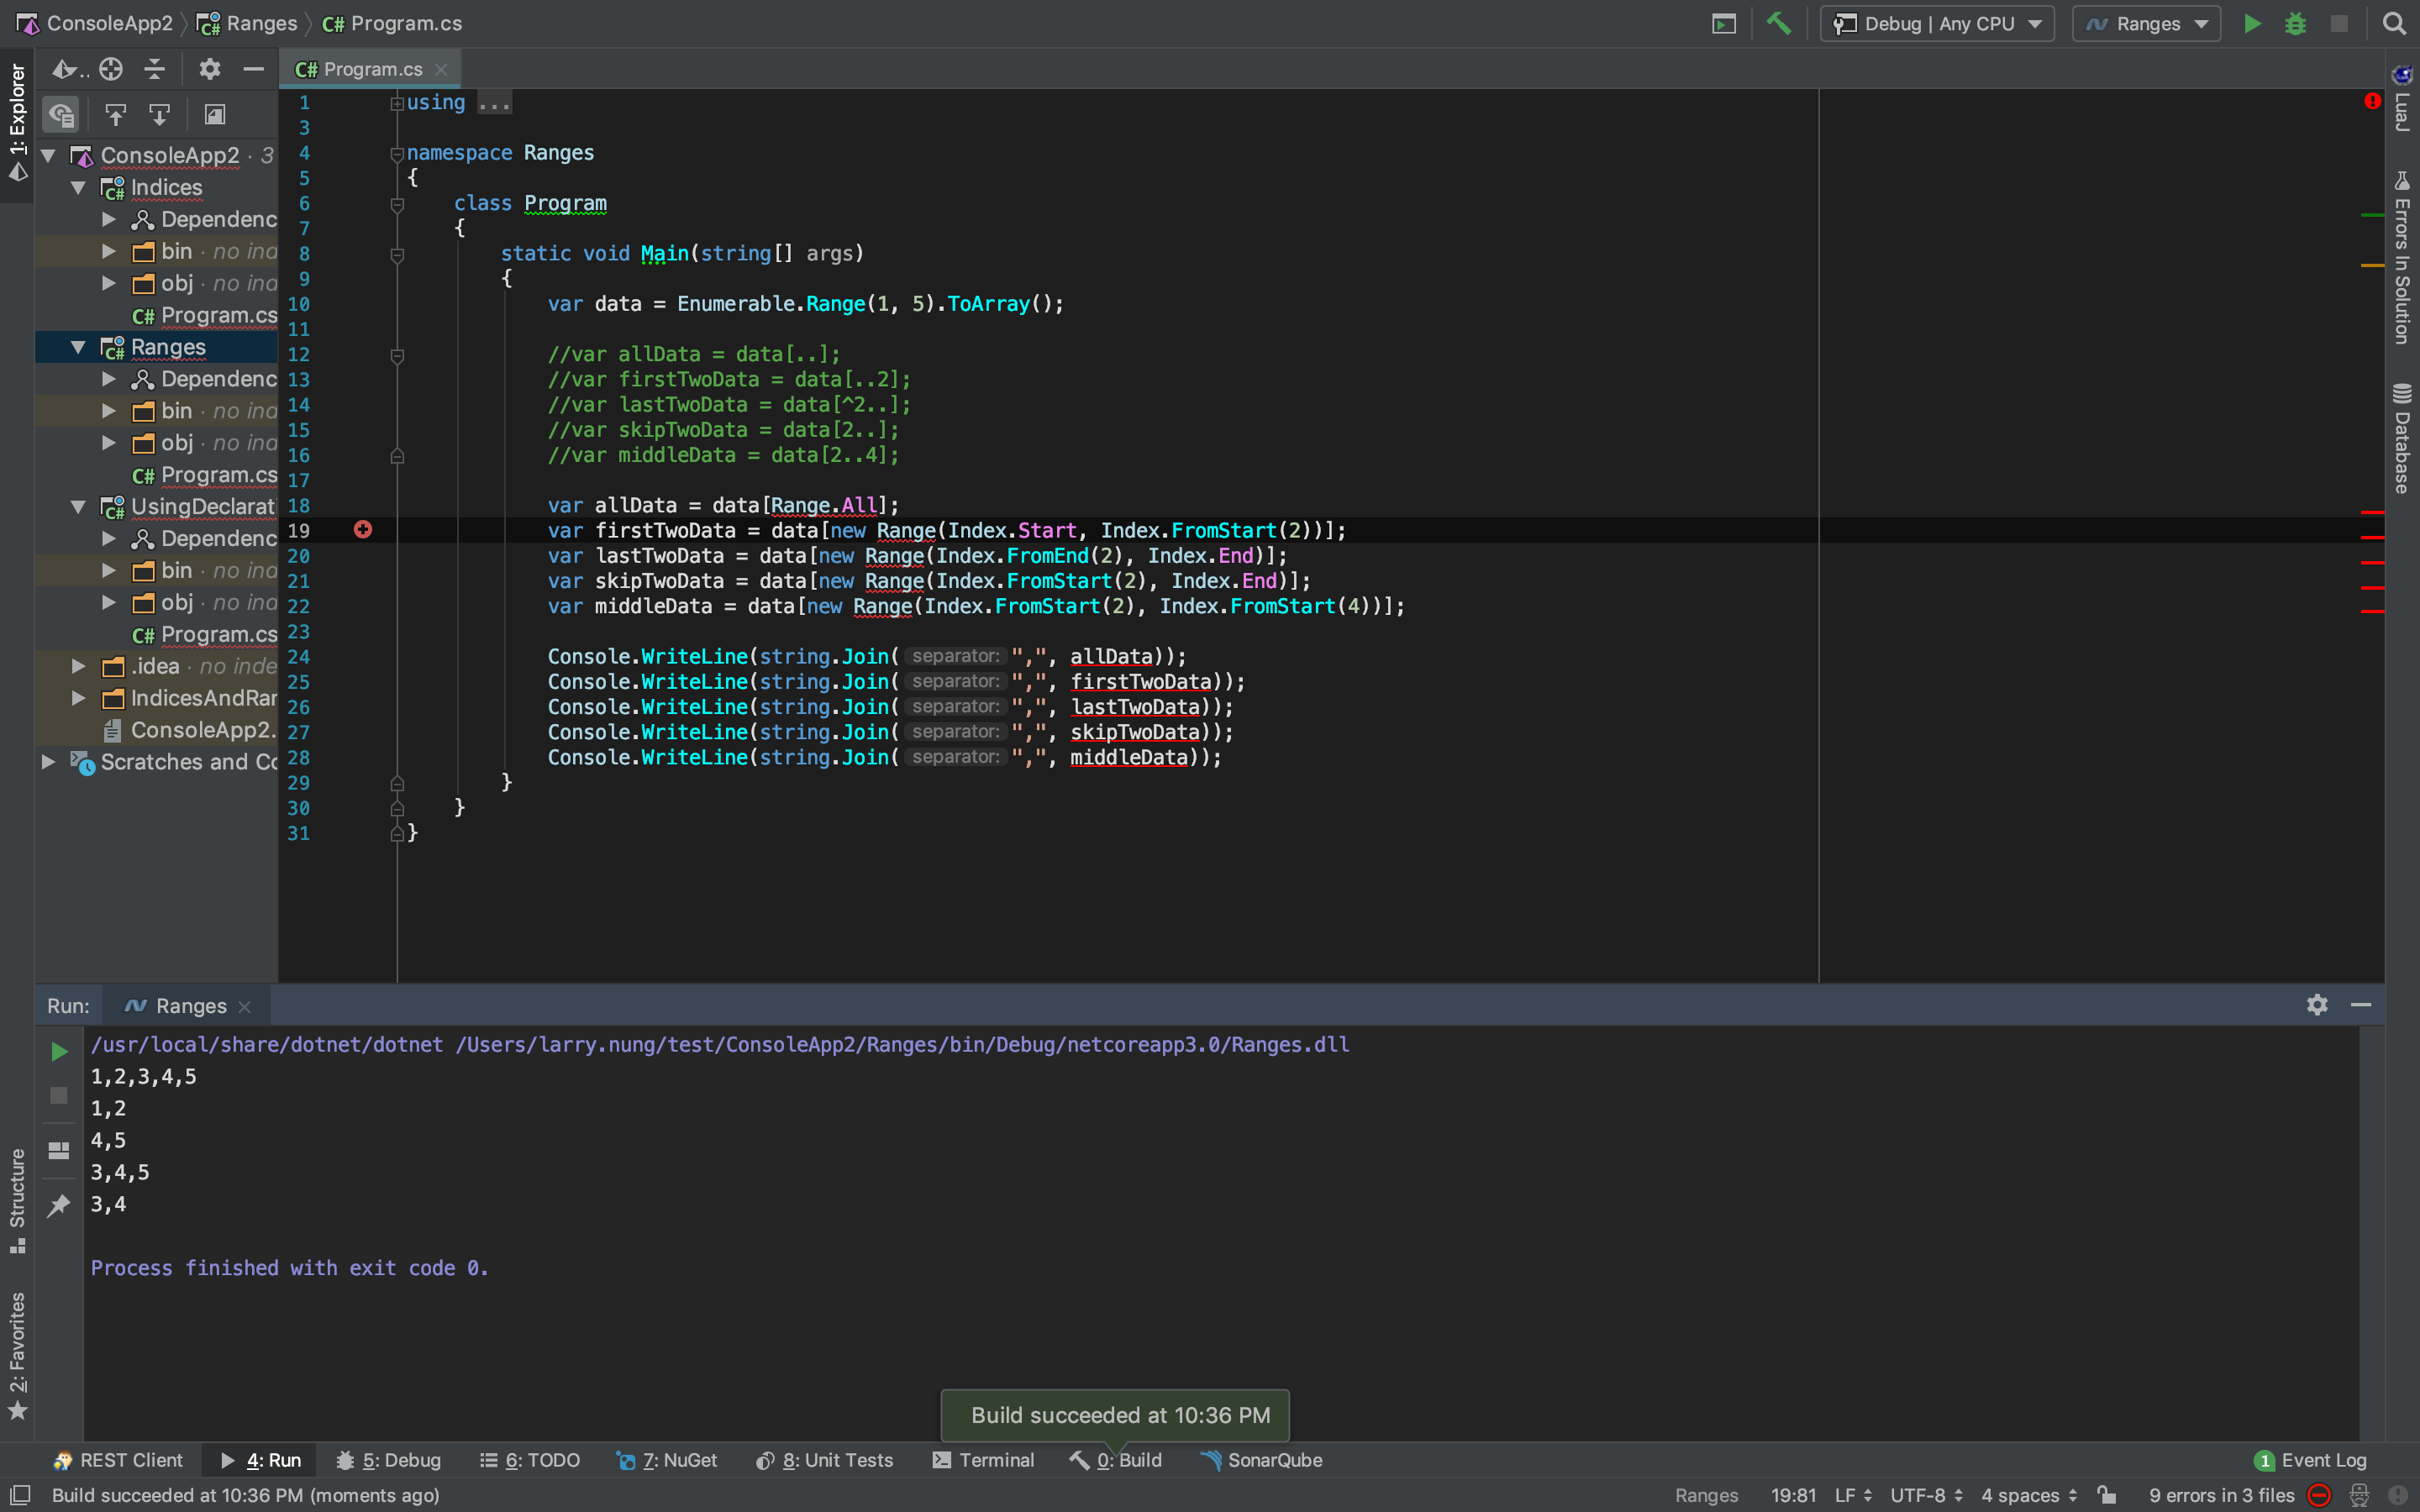 ConsoleApp2 Ranges C# Program.cs Debug | Any CPU Ranges
1: Explorer
C# Program.cs
ConsoleApp2 · 3
Indices
Dependenc
bin · no ind
obj · no ind
C# Program.cs
Ranges
Dependenc
bin · no ind
obj · no ind
C# Program.cs
UsingDeclarati
Dependenc
bin · no ind
obj · no ind
C# Program.cs
.idea · no inde
IndicesAndRan
ConsoleApp2.
Scratches and Co
1 using ...
3
4 namespace Ranges
5 {
6 class Program
7 {
8 static void Main(string[] args)
9 {
10 var data = Enumerable.Range(1, 5).ToArray();
11
12 //var allData = data[..];
13 //var firstTwoData = data[..2];
14 //var lastTwoData = data[^2..];
15 //var skipTwoData = data[2..];
16 //var middleData = data[2..4];
17
18 var allData = data[Range.All];
19 var firstTwoData = data[new Range(Index.Start, Index.FromStart(2))];
20 var lastTwoData = data[new Range(Index.FromEnd(2), Index.End)];
21 var skipTwoData = data[new Range(Index.FromStart(2), Index.End)];
22 var middleData = data[new Range(Index.FromStart(2), Index.FromStart(4))];
23
24 Console.WriteLine(string.Join( separator: ",", allData));
25 Console.WriteLine(string.Join( separator: ",", firstTwoData));
26 Console.WriteLine(string.Join( separator: ",", lastTwoData));
27 Console.WriteLine(string.Join( separator: ",", skipTwoData));
28 Console.WriteLine(string.Join( separator: ",", middleData));
29 }
30 }
31 }
LuaJ
Errors In Solution
Database
Run: Ranges
/usr/local/share/dotnet/dotnet /Users/larry.nung/test/ConsoleApp2/Ranges/bin/Debug/netcoreapp3.0/Ranges.dll
1,2,3,4,5
1,2
4,5
3,4,5
3,4
Process finished with exit code 0.
Structure
2: Favorites
Build succeeded at 10:36 PM
REST Client 4: Run 5: Debug 6: TODO 7: NuGet 8: Unit Tests Terminal 0: Build SonarQube 1 Event Log
Build succeeded at 10:36 PM (moments ago) Ranges 19:81 LF UTF-8 4 spaces 9 errors in 3 files